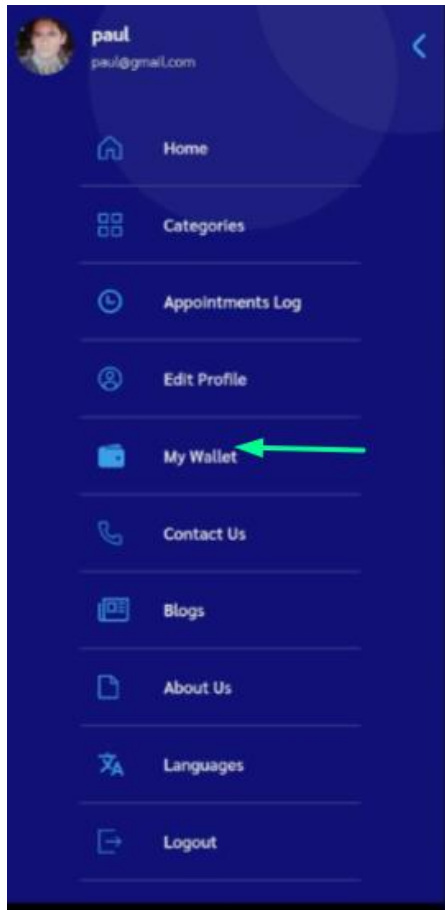 paul
paul@gmail.com
Home
Categories
Appointments Log
Edit Profile
My Wallet
Contact Us
Blogs
About Us
Languages
Logout